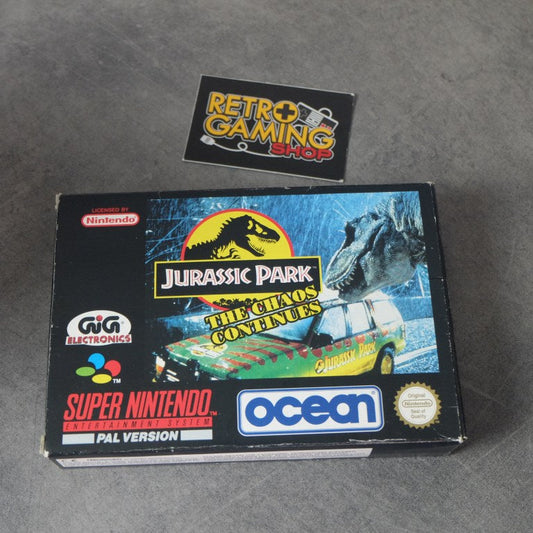 RETRO
GAMING
SHOP
LICENSED BY
Nintendo
JURASSIC PARK
THE CHAOS
CONTINUES
GIG
ELECTRONICS
TM
JURASSIC PARK
SUPER NINTENDO
ENTERTAINMENT SYSTEM
PAL VERSION
ocean
Original
Nintendo
Seal of
Quality